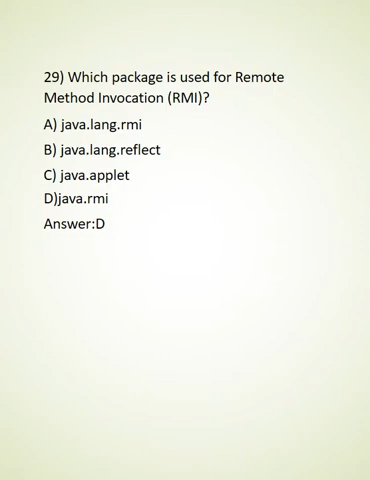 29) Which package is used for Remote
Method Invocation (RMI)?
A) java.lang.rmi
B) java.lang.reflect
C) java.applet
D)java.rmi
Answer:D